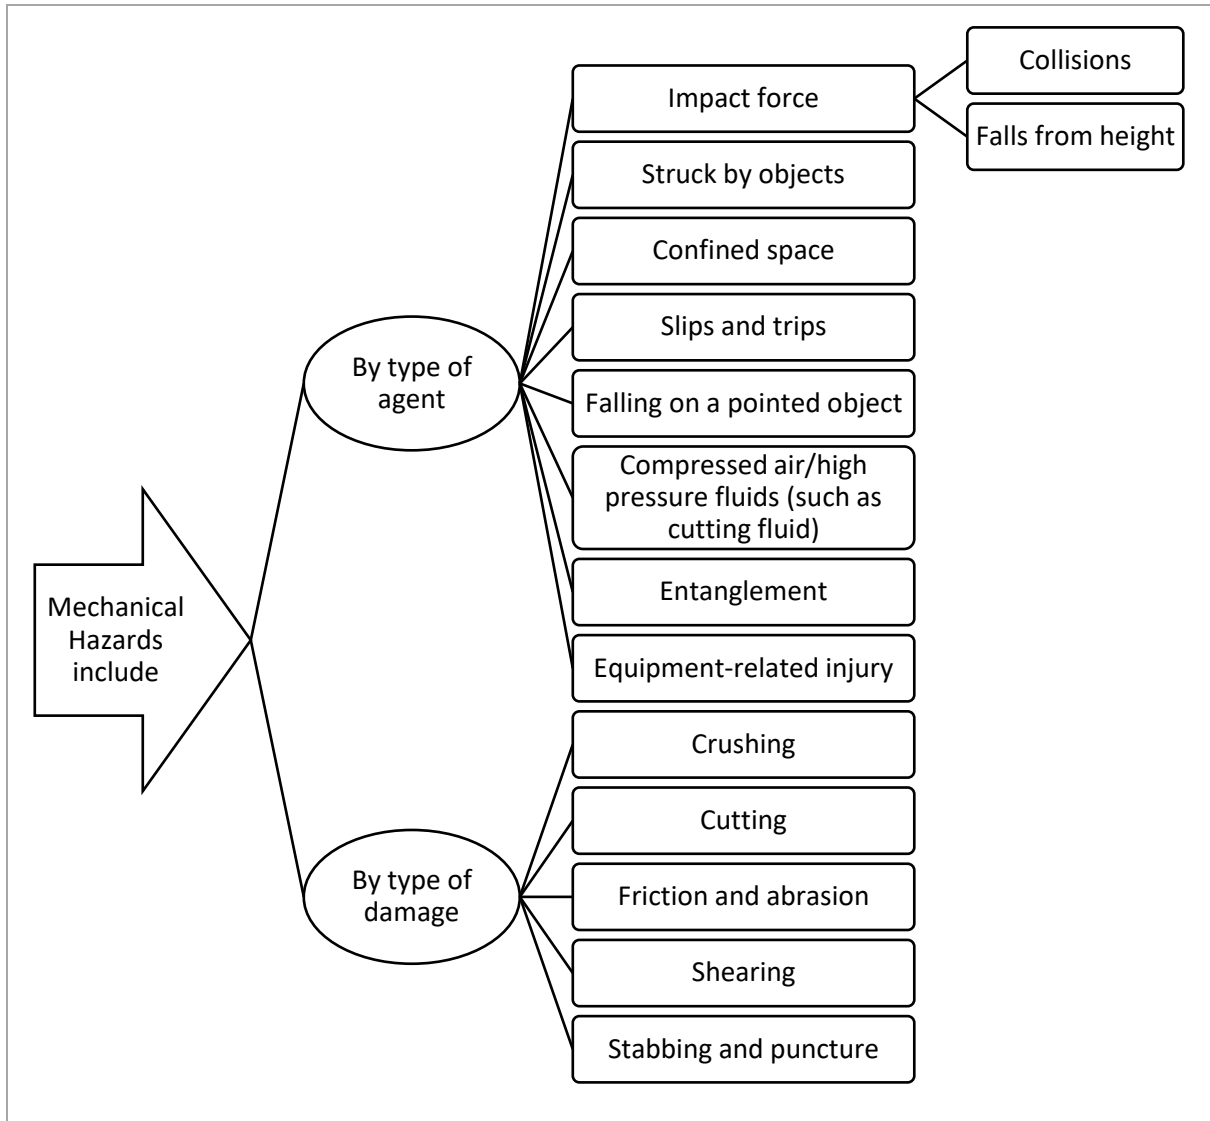 Mechanical
Hazards
include
By type of
agent
Impact force
Collisions
Falls from height
Struck by objects
Confined space
Slips and trips
Falling on a pointed object
Compressed air/high
pressure fluids (such as
cutting fluid)
Entanglement
Equipment-related injury
By type of
damage
Crushing
Cutting
Friction and abrasion
Shearing
Stabbing and puncture